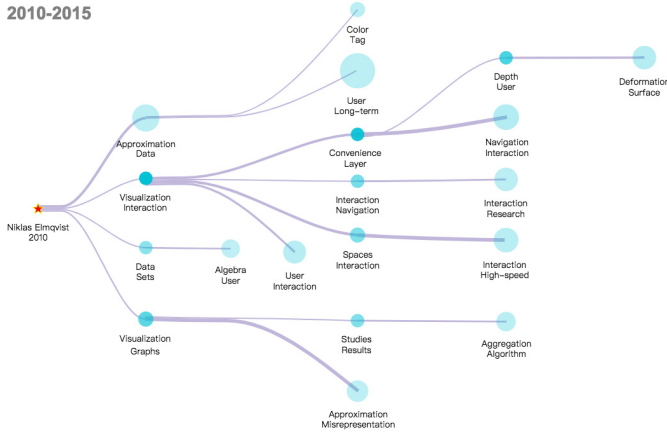 2010-2015
Color
Tag
Depth
User
Deformation
Surface
User
Long-term
Approximation
Data
Convenience
Layer
Navigation
Interaction
Visualization
Interaction
Interaction
Navigation
Interaction
Research
Niklas Elmqvist
2010
Data
Sets
Algebra
User
User
Interaction
Spaces
Interaction
Interaction
High-speed
Visualization
Graphs
Studies
Results
Aggregation
Algorithm
Approximation
Misrepresentation